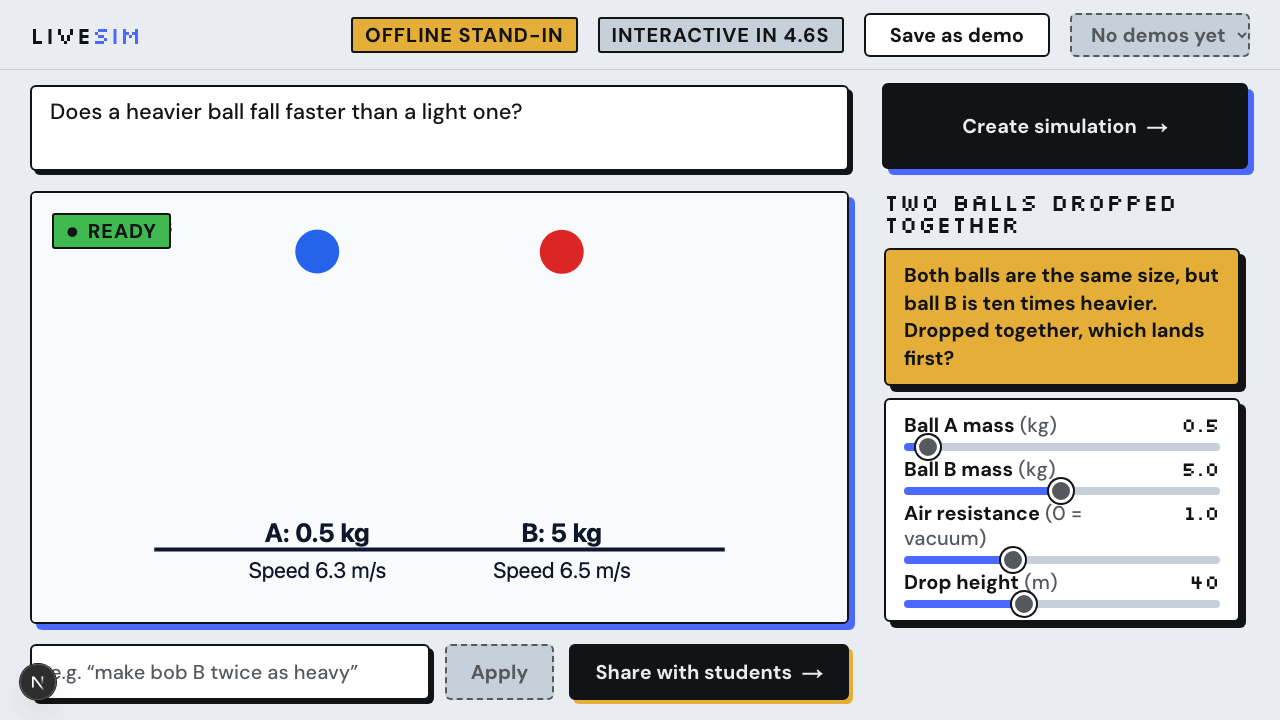 LIVESIM
OFFLINE STAND-IN
INTERACTIVE IN 4.6S
Save as demo
No demos yet
Does a heavier ball fall faster than a light one?
Create simulation →
● READY
TWO BALLS DROPPED
TOGETHER
Both balls are the same size, but
ball B is ten times heavier.
Dropped together, which lands
first?
Ball A mass (kg) 0.5
Ball B mass (kg) 5.0
Air resistance (0 = 1.0
vacuum)
Drop height (m) 40
A: 0.5 kg
B: 5 kg
Speed 6.3 m/s
Speed 6.5 m/s
e.g. “make bob B twice as heavy”
Apply
Share with students →
N